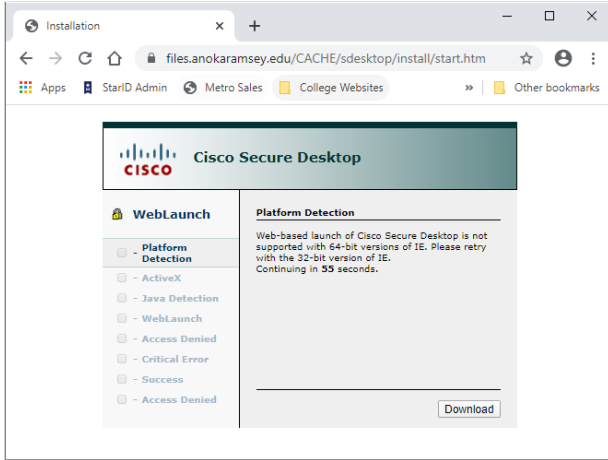 Installation
files.anokaramsey.edu/CACHE/sdesktop/install/start.htm
Apps StarID Admin Metro Sales College Websites » Other bookmarks
CISCO
Cisco Secure Desktop
WebLaunch
- Platform
Detection
- ActiveX
- Java Detection
- WebLaunch
- Access Denied
- Critical Error
- Success
- Access Denied
Platform Detection
Web-based launch of Cisco Secure Desktop is not
supported with 64-bit versions of IE. Please retry
with the 32-bit version of IE.
Continuing in 55 seconds.
Download